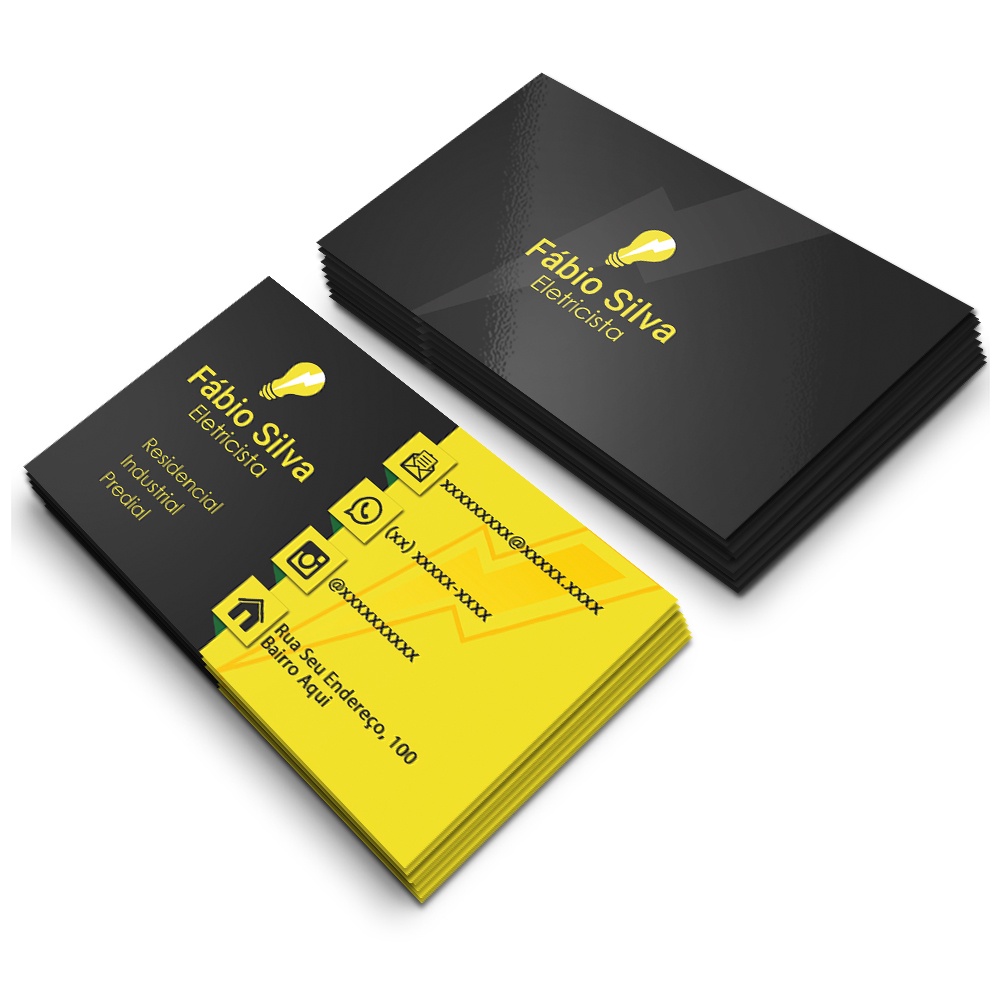 Fábio Silva
Eletricista
Fábio Silva
Eletricista
Residencial
Industrial
Predial
xxxxxxxxx@xxxxx.xxxx
(xx) xxxxx-xxxx
@xxxxxxxxxx
Rua Seu Endereço, 100
Bairro Aqui